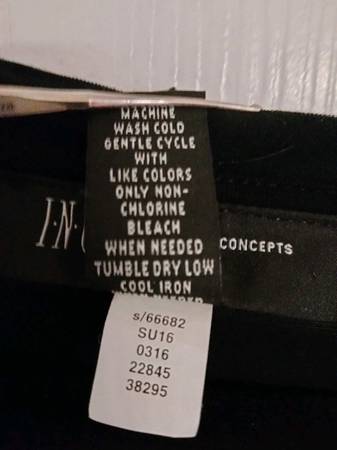 MACHINE
WASH COLD
GENTLE CYCLE
WITH
LIKE COLORS
ONLY NON-
CHLORINE
BLEACH
WHEN NEEDED
TUMBLE DRY LOW
COOL IRON
I·N·
CONCEPTS
s/66682
SU16
0316
22845
38295